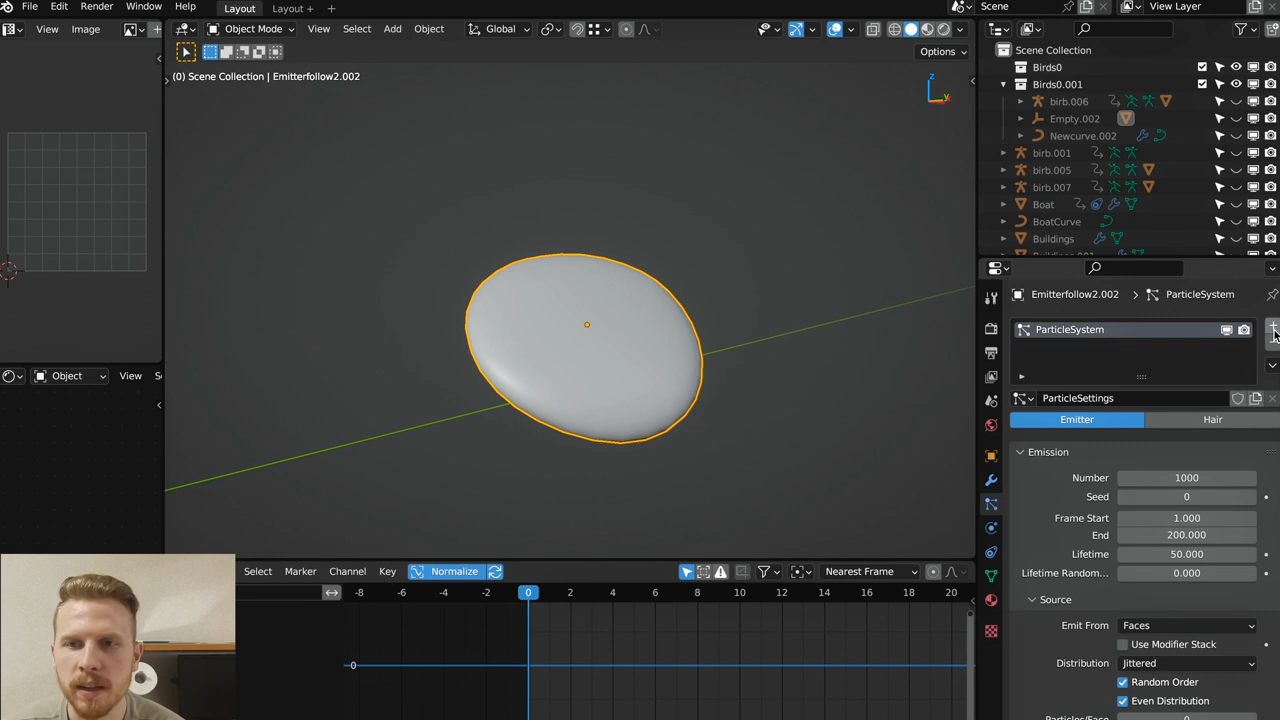 File Edit Render Window Help Layout Layout + + Scene View Layer
View Image Object Mode View Select Add Object Global
Options
(0) Scene Collection | Emitterfollow2.002
Z
Y
Scene Collection
Birds0
Birds0.001
birb.006
Empty.002
Newcurve.002
birb.001
birb.005
birb.007
Boat
BoatCurve
Buildings
Emitterfollow2.002 > ParticleSystem
ParticleSystem
ParticleSettings
Emitter Hair
Emission
Number 1000
Seed 0
Frame Start 1.000
End 200.000
Lifetime 50.000
Lifetime Random... 0.000
Source
Emit From Faces
Use Modifier Stack
Distribution Jittered
Random Order
Even Distribution
Object View
Select Marker Channel Key Normalize Nearest Frame
-8 -6 -4 -2 0 2 4 6 8 10 12 14 16 18 20
0